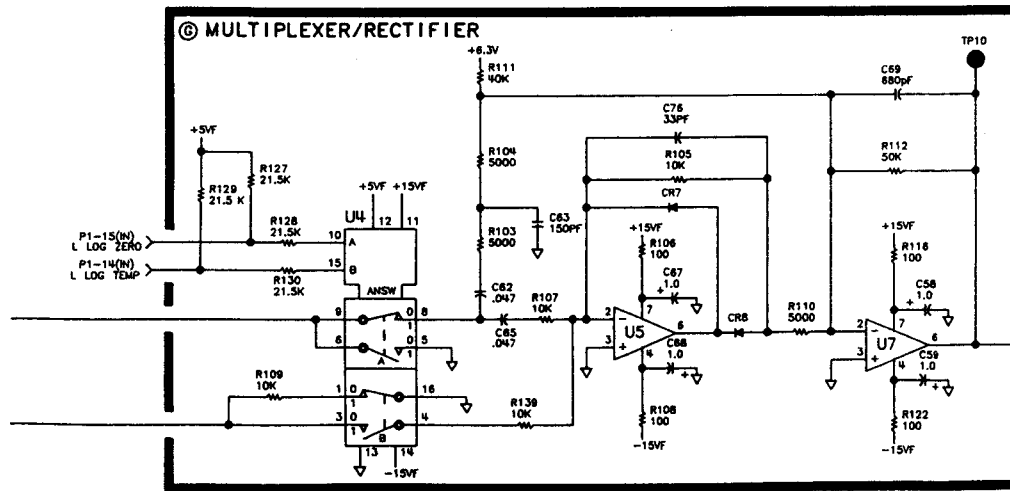 G MULTIPLEXER/RECTIFIER
+6.3V
TP10
R111
40K
C69
680pF
C76
33PF
+5VF
R104
5000
R105
10K
R112
50K
R127
21.5K
R129
21.5 K
+5VF
+15VF
CR7
U4
12
11
R128
21.5K
10
A
P1-15(IN)
L LOG ZERO
C63
150PF
R103
5000
+15VF
R106
100
+15VF
R116
100
P1-14(IN)
L LOG TEMP
15
B
R130
21.5K
C67
1.0
+
C58
1.0
+
ANSW
C62
.047
R107
10K
9
0
1
8
C65
.047
2
-
7
U5
6
3
+
4
CR6
R110
5000
2
-
7
U7
6
3
+
4
6
0
1
5
A
C68
1.0
+
C59
1.0
+
R109
10K
1
0
1
16
R139
10K
3
0
1
4
B
R108
100
R122
100
13
14
-15VF
-15VF
-15VF